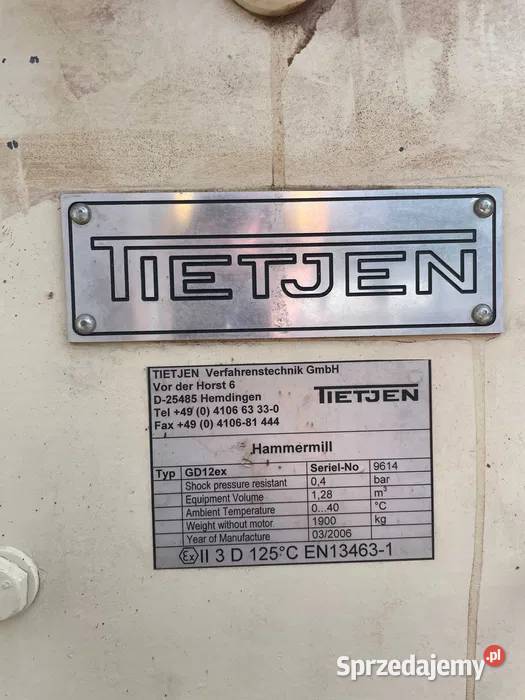 TIETJEN
TIETJEN Verfahrenstechnik GmbH
Vor der Horst 6
D-25485 Hemdingen
Tel +49 (0) 4106 63 33-0
Fax +49 (0) 4106-81 444
TIETJEN
Hammermill
Typ GD12ex Seriel-No 9614
Shock pressure resistant 0,4 bar
Equipment Volume 1,28 m³
Ambient Temperature 0...40 °C
Weight without motor 1900 kg
Year of Manufacture 03/2006
Ex II 3 D 125°C EN13463-1
Sprzedajemy.pl